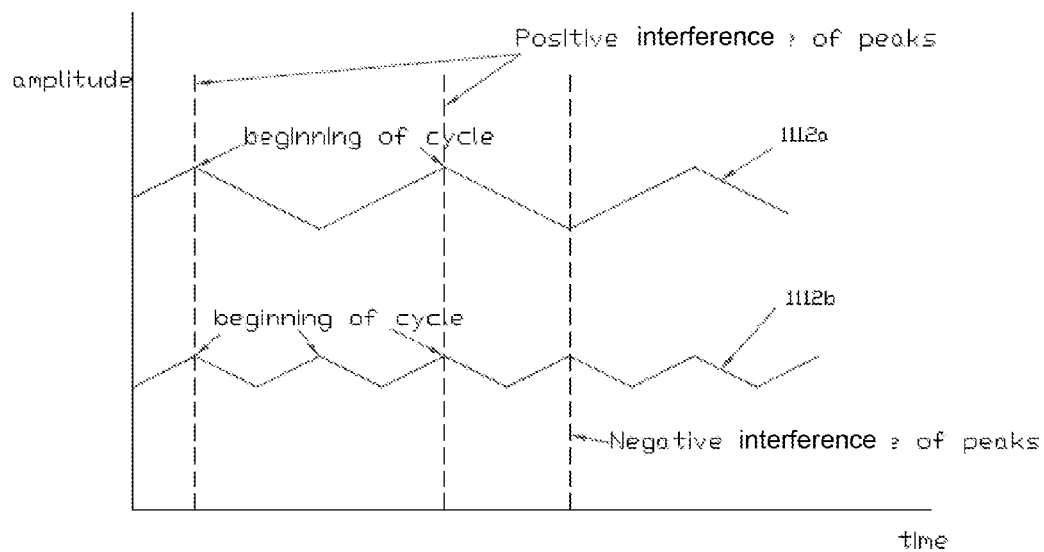 Positive interference : of peaks
amplitude
beginning of cycle
1112a
1112b
beginning of cycle
Negative interference : of peaks
time